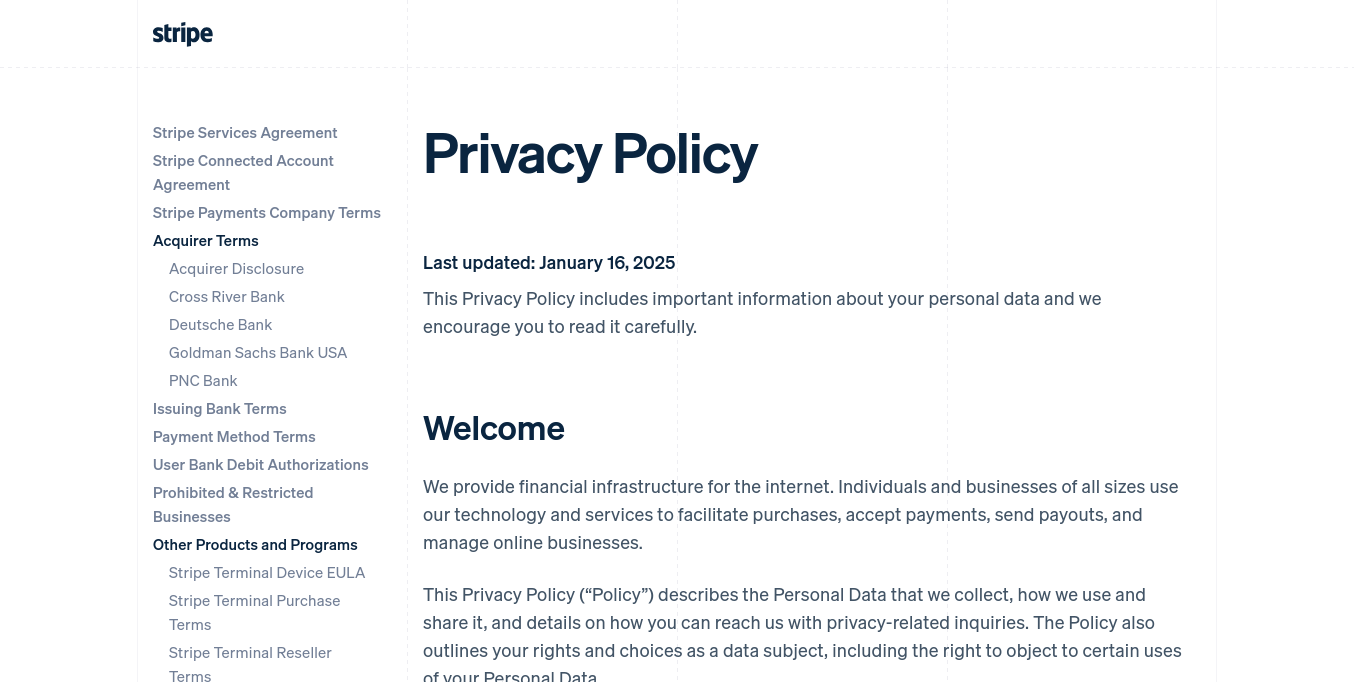 stripe
Stripe Services Agreement
Stripe Connected Account
Agreement
Stripe Payments Company Terms
Acquirer Terms
Acquirer Disclosure
Cross River Bank
Deutsche Bank
Goldman Sachs Bank USA
PNC Bank
Issuing Bank Terms
Payment Method Terms
User Bank Debit Authorizations
Prohibited & Restricted
Businesses
Other Products and Programs
Stripe Terminal Device EULA
Stripe Terminal Purchase
Terms
Stripe Terminal Reseller
Terms
Privacy Policy
Last updated: January 16, 2025
This Privacy Policy includes important information about your personal data and we
encourage you to read it carefully.
Welcome
We provide financial infrastructure for the internet. Individuals and businesses of all sizes use
our technology and services to facilitate purchases, accept payments, send payouts, and
manage online businesses.
This Privacy Policy (“Policy”) describes the Personal Data that we collect, how we use and
share it, and details on how you can reach us with privacy-related inquiries. The Policy also
outlines your rights and choices as a data subject, including the right to object to certain uses
of your Personal Data.